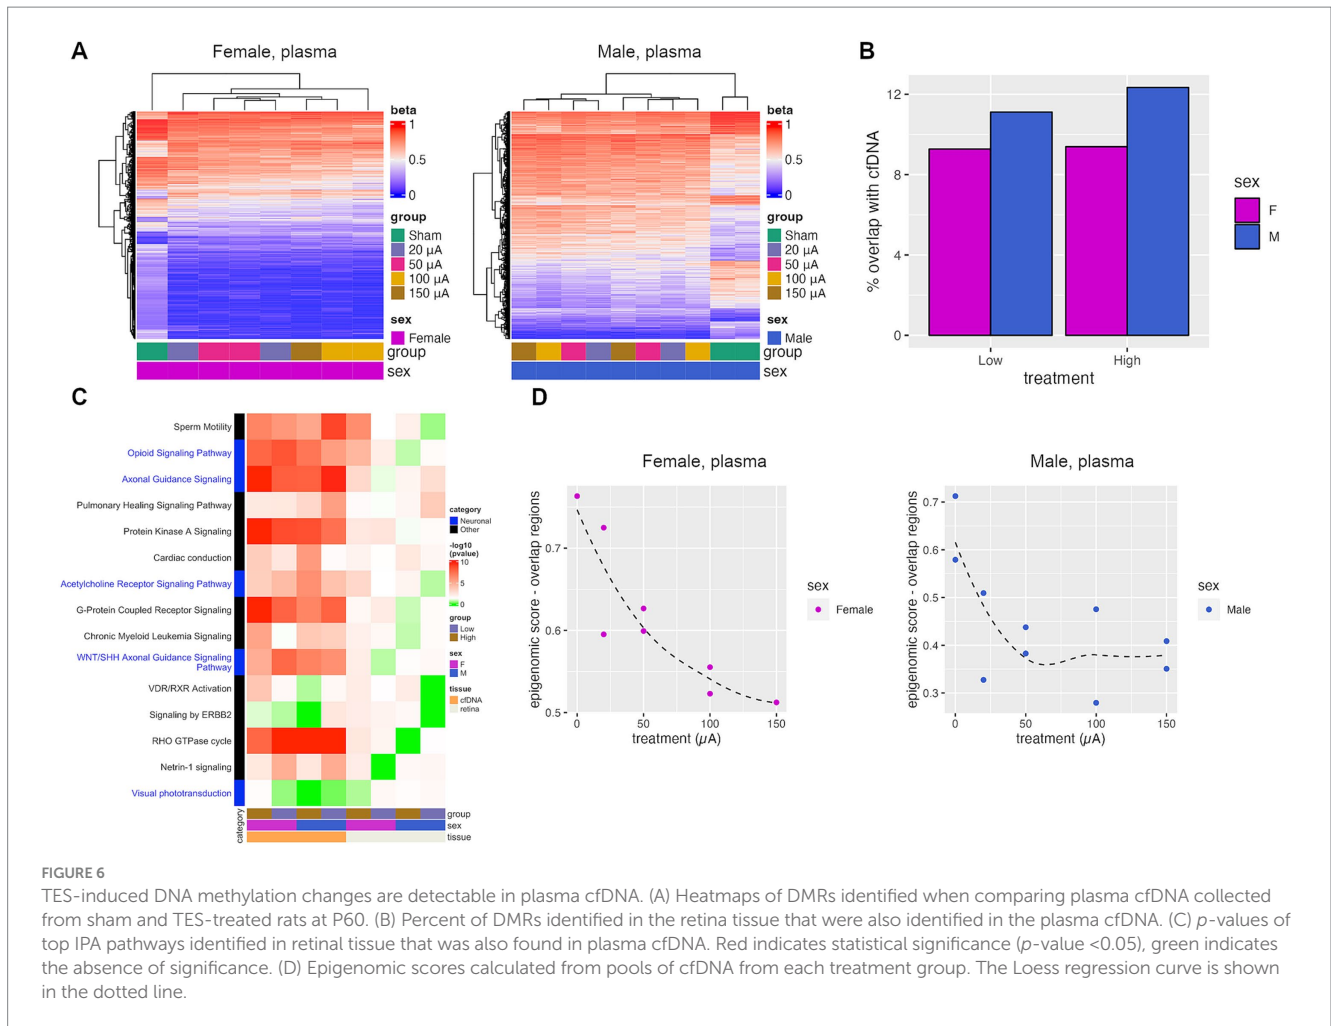 A
Female, plasma
beta
1
0.5
0
group
Sham
20 µA
50 µA
100 µA
150 µA
sex
Female
group
sex
Male, plasma
beta
1
0.5
0
group
Sham
20 µA
50 µA
100 µA
150 µA
sex
Male
group
sex
B
% overlap with cfDNA
12
8
4
0
Low
High
treatment
sex
F
M
C
Sperm Motility
Opioid Signaling Pathway
Axonal Guidance Signaling
Pulmonary Healing Signaling Pathway
Protein Kinase A Signaling
Cardiac conduction
Acetylcholine Receptor Signaling Pathway
G-Protein Coupled Receptor Signaling
Chronic Myeloid Leukemia Signaling
WNT/SHH Axonal Guidance Signaling
Pathway
VDR/RXR Activation
Signaling by ERBB2
RHO GTPase cycle
Netrin-1 signaling
Visual phototransduction
category
group
sex
tissue
category
Neuronal
Other
-log10
(pvalue)
10
5
0
group
Low
High
sex
F
M
tissue
cfDNA
retina
D
Female, plasma
epigenomic score - overlap regions
0.7
0.6
0.5
0
50
100
150
treatment (µA)
sex
Female
Male, plasma
epigenomic score - overlap regions
0.7
0.6
0.5
0.4
0.3
0
50
100
150
treatment (µA)
sex
Male
FIGURE 6
TES-induced DNA methylation changes are detectable in plasma cfDNA. (A) Heatmaps of DMRs identified when comparing plasma cfDNA collected
from sham and TES-treated rats at P60. (B) Percent of DMRs identified in the retina tissue that were also identified in the plasma cfDNA. (C) p-values of
top IPA pathways identified in retinal tissue that was also found in plasma cfDNA. Red indicates statistical significance (p-value <0.05), green indicates
the absence of significance. (D) Epigenomic scores calculated from pools of cfDNA from each treatment group. The Loess regression curve is shown
in the dotted line.